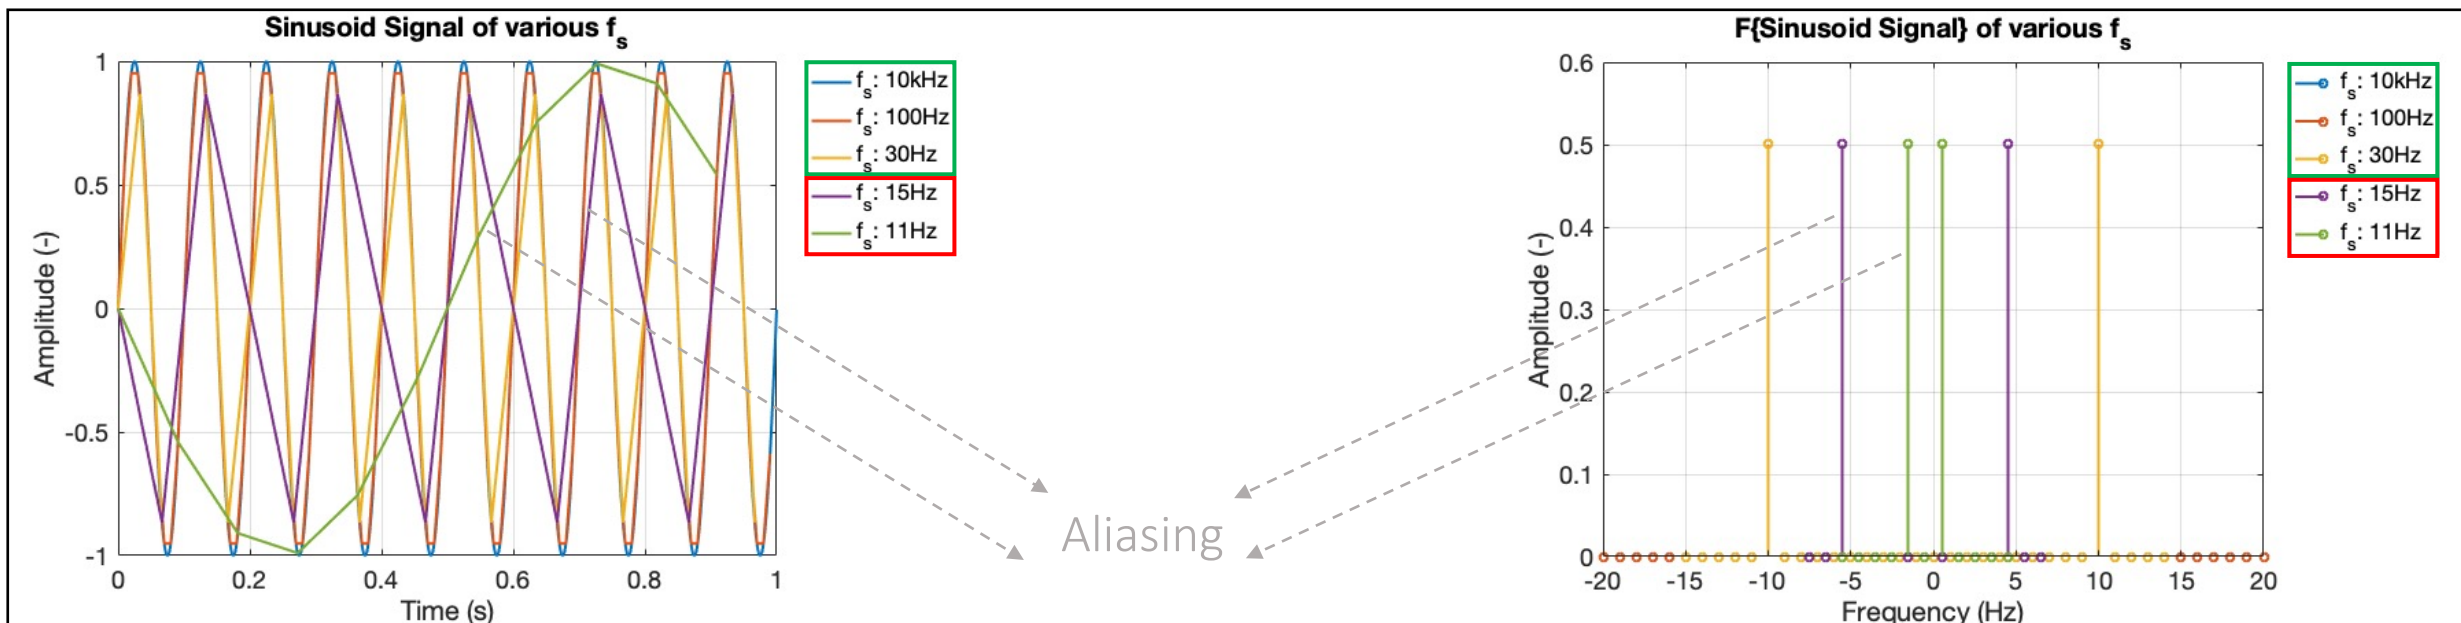 Sinusoid Signal of various fs
1
0.5
0
-0.5
-1
Amplitude (-)
0 0.2 0.4 0.6 0.8 1
Time (s)
fs: 10kHz
fs: 100Hz
fs: 30Hz
fs: 15Hz
fs: 11Hz
Aliasing
F{Sinusoid Signal} of various fs
0.6
0.5
0.4
0.3
0.2
0.1
0
Amplitude (-)
-20 -15 -10 -5 0 5 10 15 20
Frequency (Hz)
fs: 10kHz
fs: 100Hz
fs: 30Hz
fs: 15Hz
fs: 11Hz